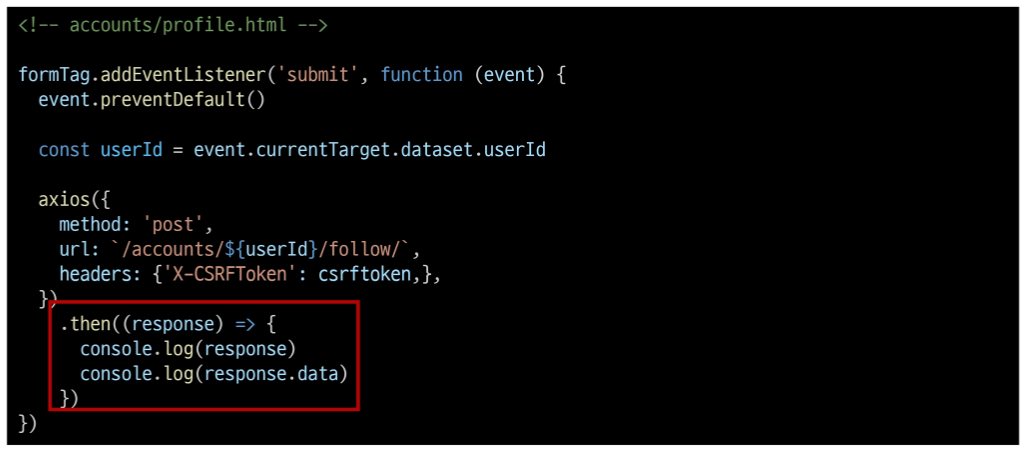 <!-- accounts/profile.html -->
formTag.addEventListener('submit', function (event) {
event.preventDefault()
const userId = event.currentTarget.dataset.userId
axios({
method: 'post',
url: `/accounts/${userId}/follow/`,
headers: {'X-CSRFToken': csrftoken,},
})
.then((response) => {
console.log(response)
console.log(response.data)
})
})